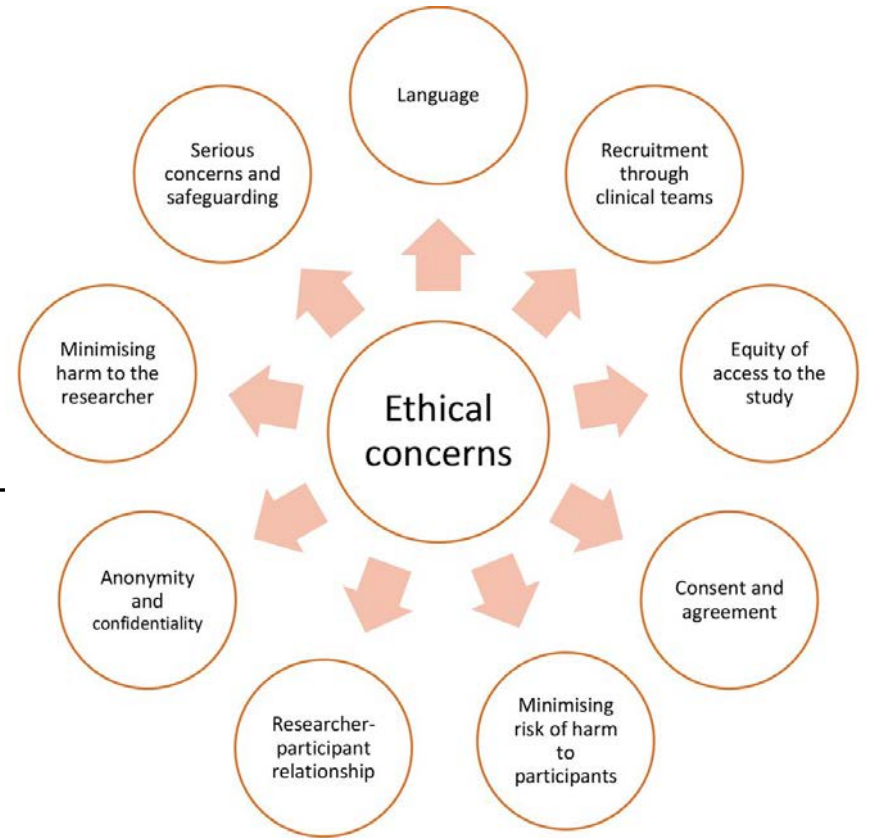 Language
Recruitment
through
clinical teams
Equity of
access to the
study
Consent and
agreement
Minimising
risk of harm
to
participants
Researcher-
participant
relationship
Anonymity
and
confidentiality
Minimising
harm to the
researcher
Serious
concerns and
safeguarding
Ethical
concerns